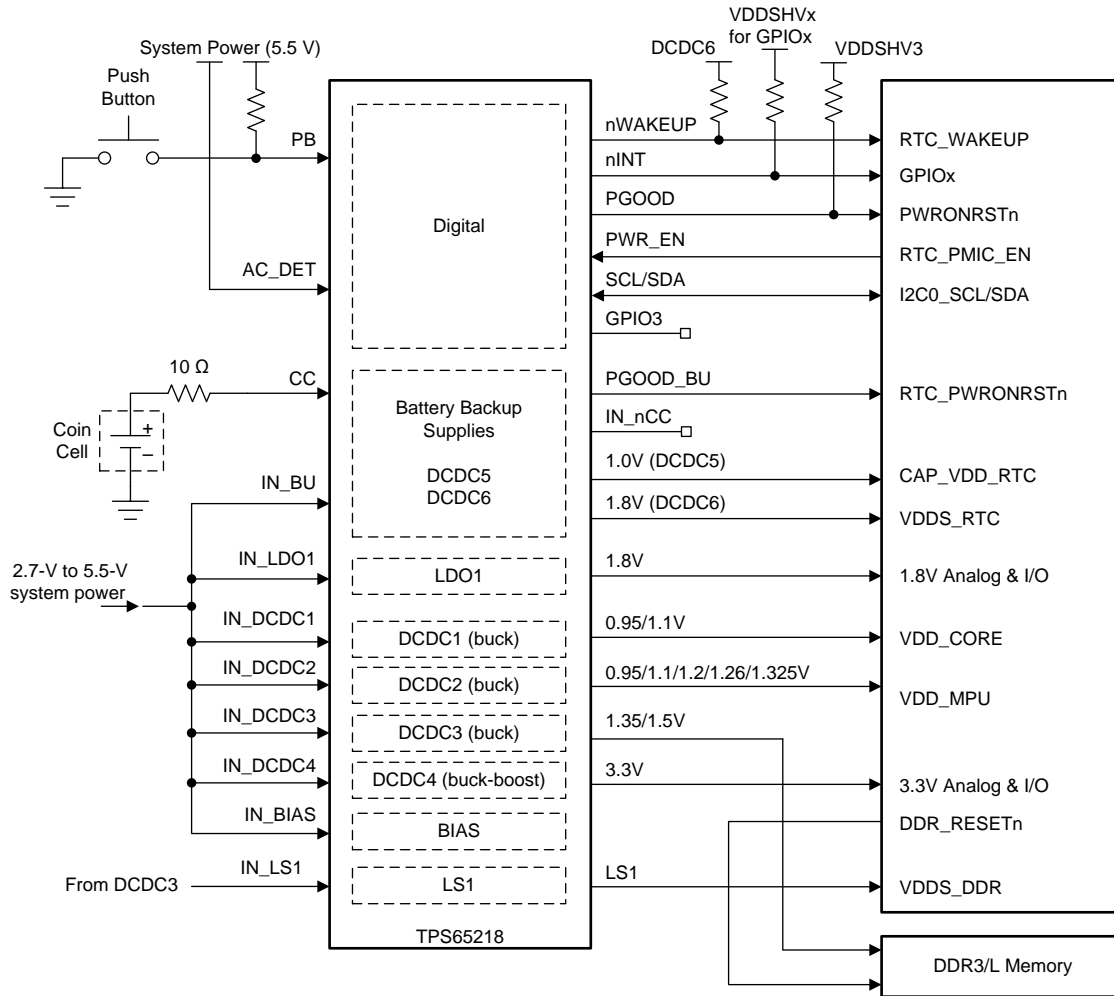 System Power (5.5 V)
VDDSHVx
for GPIOx
DCDC6
VDDSHV3
Push
Button
PB
Digital
nWAKEUP
RTC_WAKEUP
nINT
GPIOx
PGOOD
PWRONRSTn
PWR_EN
RTC_PMIC_EN
AC_DET
SCL/SDA
I2C0_SCL/SDA
GPIO3
10 Ω
CC
PGOOD_BU
RTC_PWRONRSTn
Coin
Cell
+
–
Battery Backup
Supplies
DCDC5
DCDC6
IN_nCC
1.0V (DCDC5)
CAP_VDD_RTC
IN_BU
1.8V (DCDC6)
VDDS_RTC
2.7-V to 5.5-V
system power
IN_LDO1
LDO1
1.8V
1.8V Analog & I/O
IN_DCDC1
DCDC1 (buck)
0.95/1.1V
VDD_CORE
IN_DCDC2
DCDC2 (buck)
0.95/1.1/1.2/1.26/1.325V
VDD_MPU
IN_DCDC3
DCDC3 (buck)
1.35/1.5V
IN_DCDC4
DCDC4 (buck-boost)
3.3V
3.3V Analog & I/O
IN_BIAS
BIAS
DDR_RESETn
From DCDC3
IN_LS1
LS1
LS1
VDDS_DDR
TPS65218
DDR3/L Memory